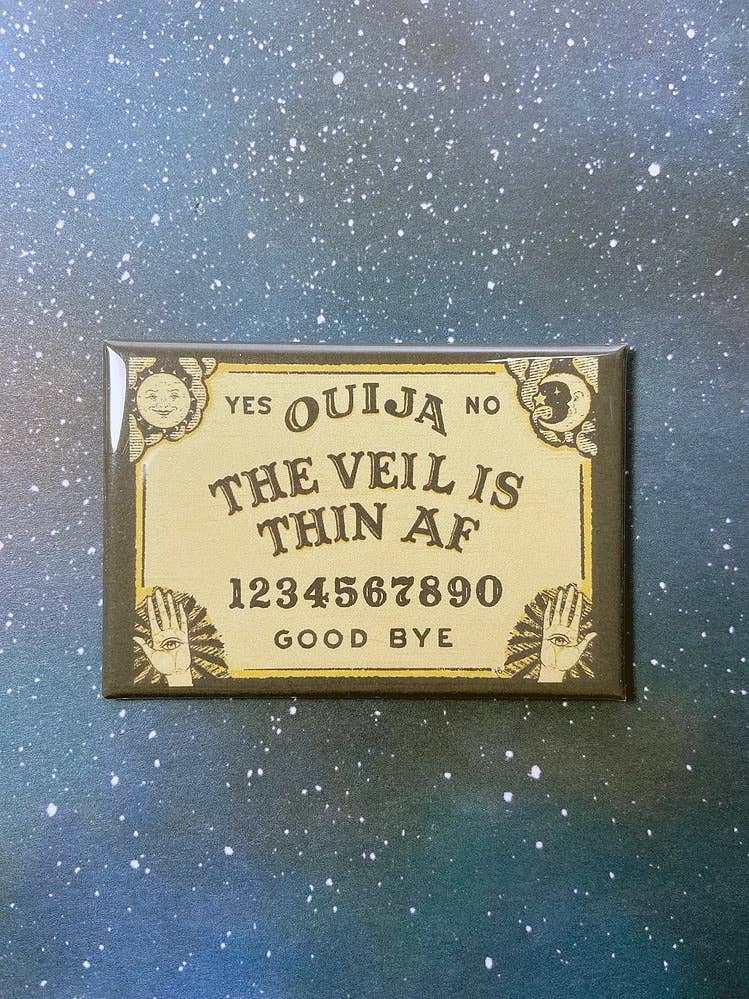 YES OUIJA NO
THE VEIL IS
THIN AF
1234567890
GOOD BYE